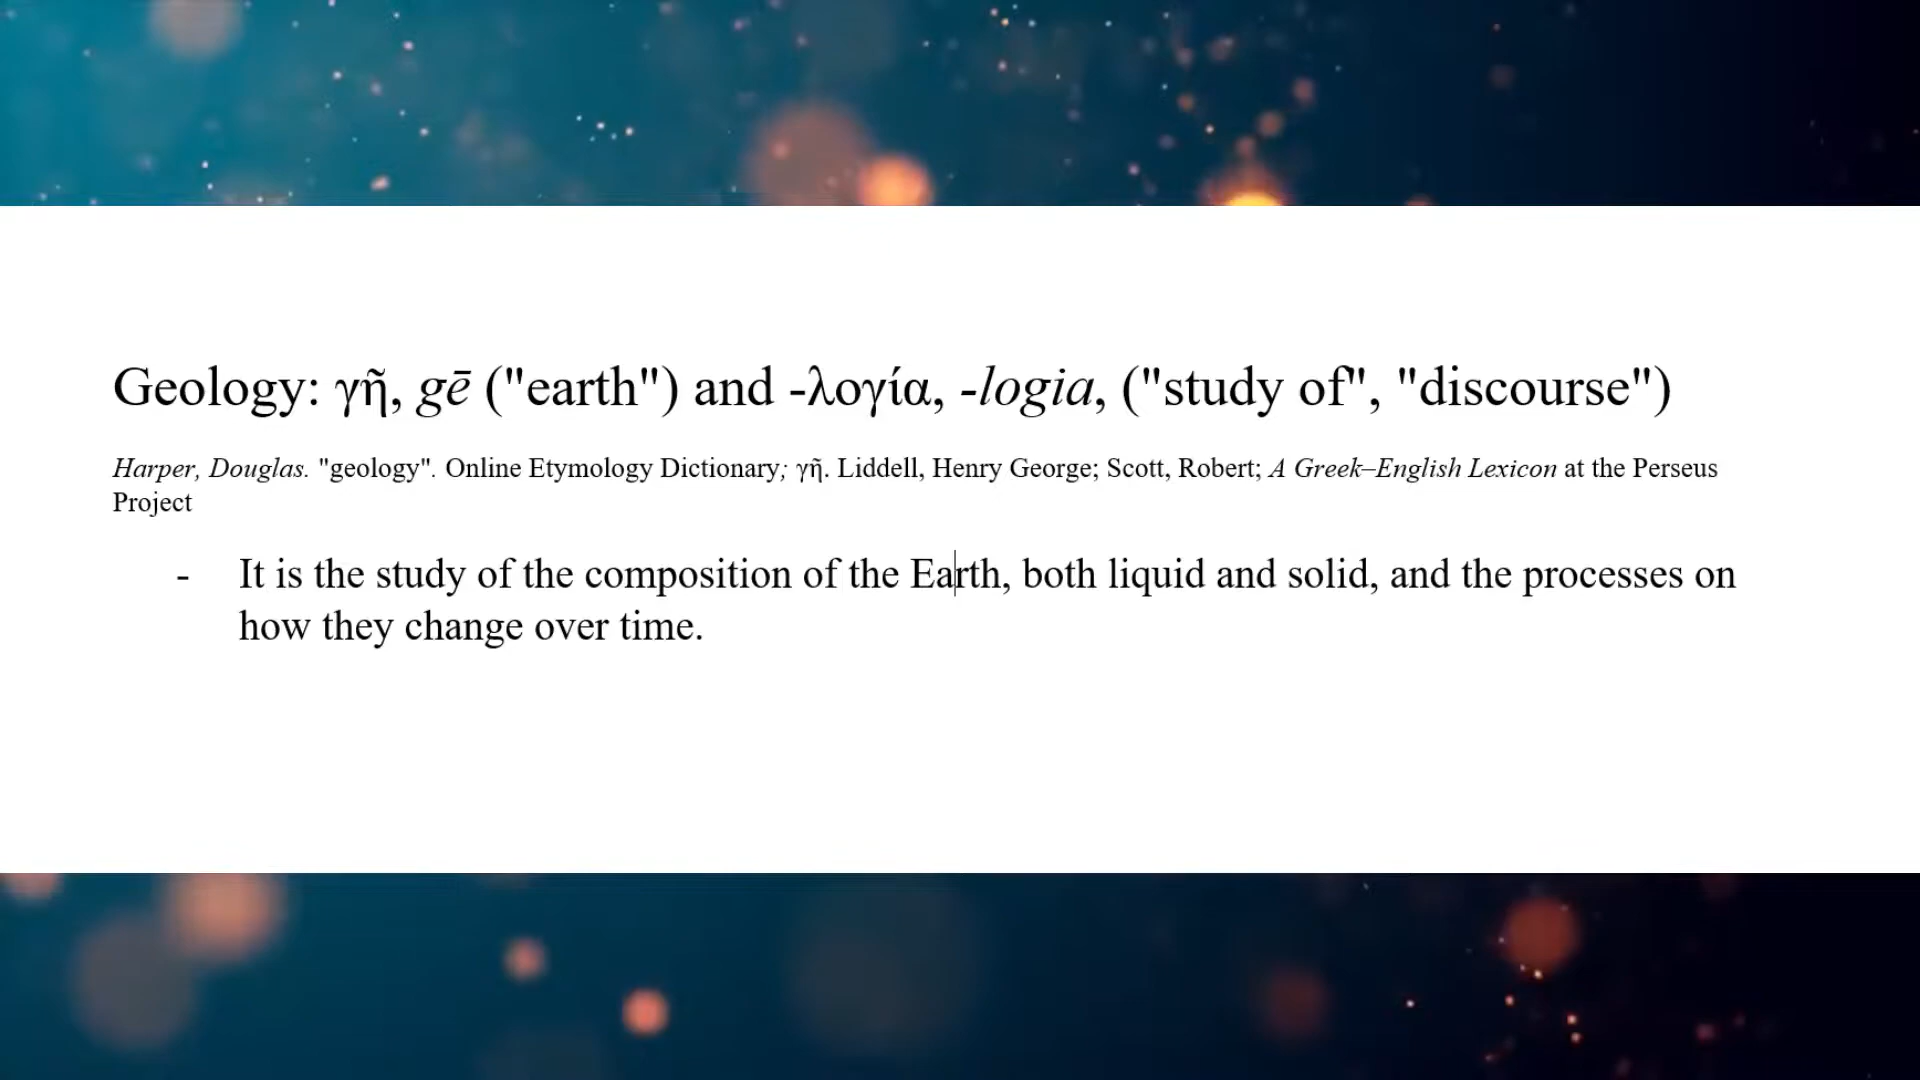 Geology: γῆ, gē ("earth") and -λογία, -logia, ("study of", "discourse")
Harper, Douglas. "geology". Online Etymology Dictionary; γῆ. Liddell, Henry George; Scott, Robert; A Greek–English Lexicon at the Perseus
Project
- It is the study of the composition of the Earth, both liquid and solid, and the processes on
how they change over time.